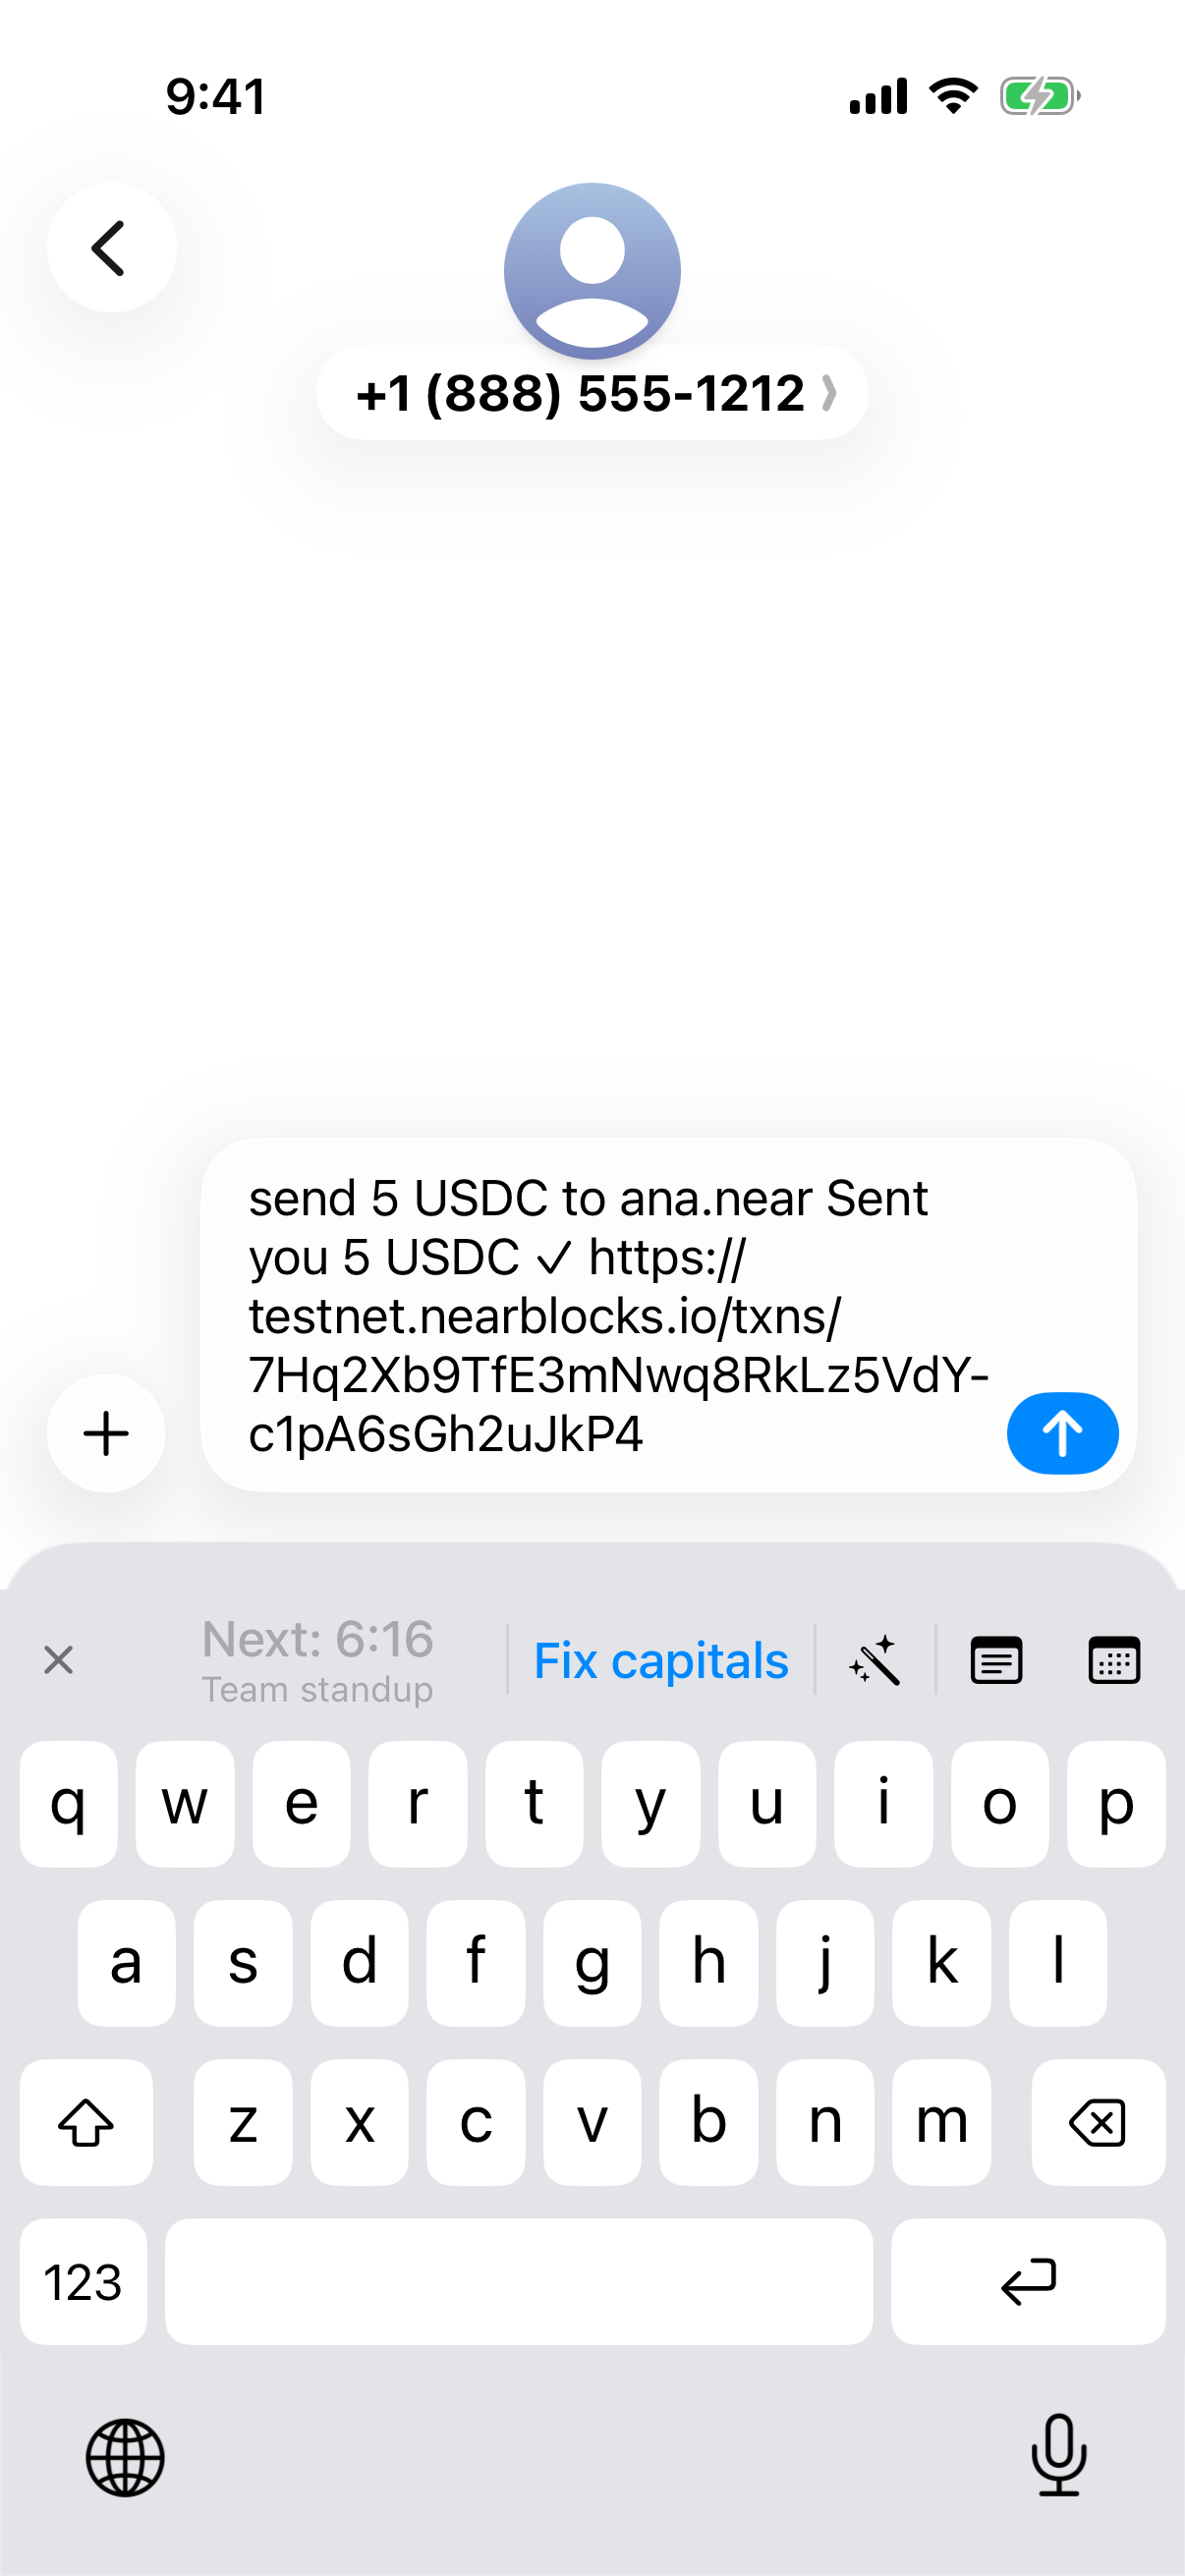 9:41
+1 (888) 555-1212
send 5 USDC to ana.near Sent
you 5 USDC ✓ https://
testnet.nearblocks.io/txns/
7Hq2Xb9TfE3mNwq8RkLz5VdY-
c1pA6sGh2uJkP4
Next: 6:16
Team standup
Fix capitals
q w e r t y u i o p
a s d f g h j k l
z x c v b n m
123